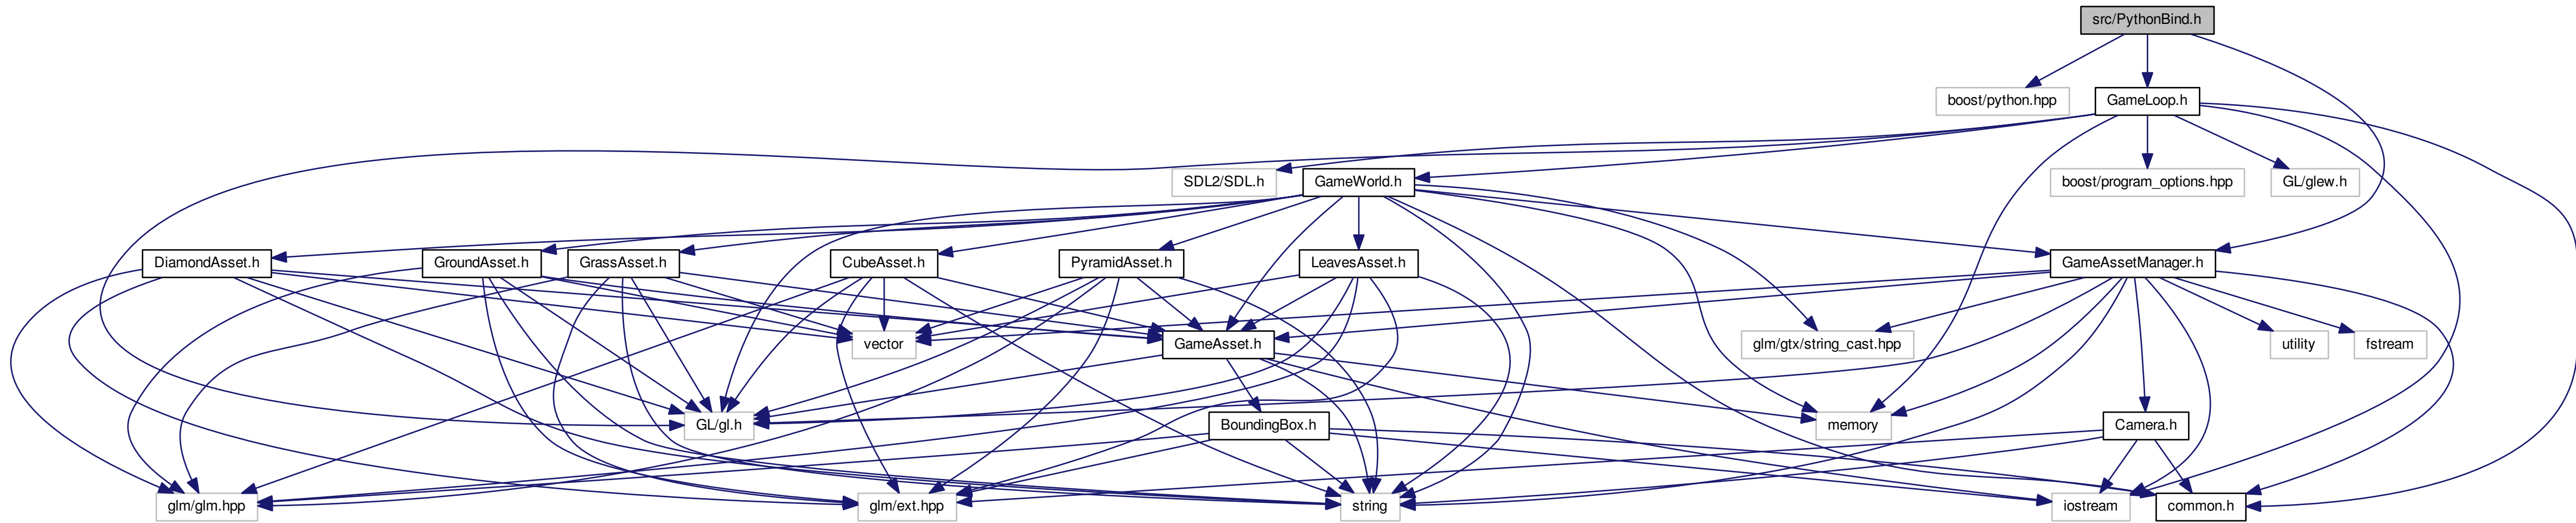 src/PythonBind.h
boost/python.hpp
GameLoop.h
SDL2/SDL.h
GameWorld.h
boost/program_options.hpp
GL/glew.h
DiamondAsset.h
GroundAsset.h
GrassAsset.h
CubeAsset.h
PyramidAsset.h
LeavesAsset.h
GameAssetManager.h
vector
GameAsset.h
glm/gtx/string_cast.hpp
utility
fstream
GL/gl.h
BoundingBox.h
memory
Camera.h
glm/glm.hpp
glm/ext.hpp
string
iostream
common.h